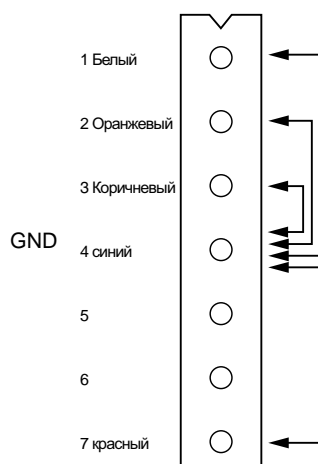 1 Белый
2 Оранжевый
3 Коричневый
GND
4 синий
5
6
7 красный